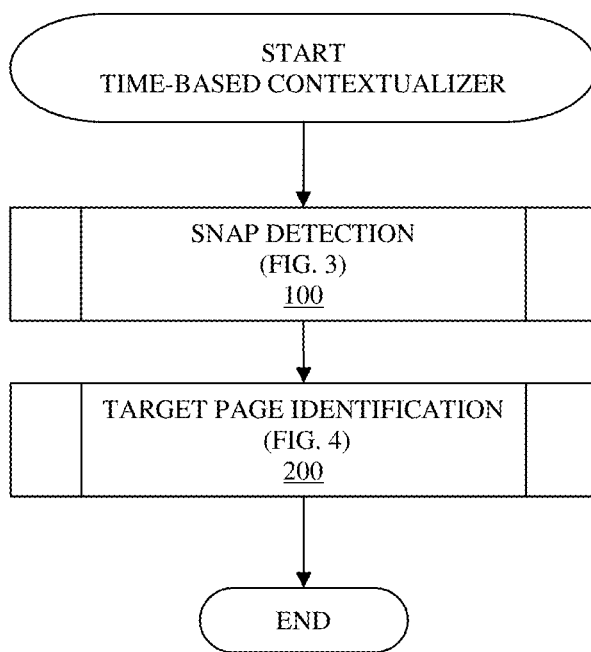 START
TIME-BASED CONTEXTUALIZER
SNAP DETECTION
(FIG. 3)
100
TARGET PAGE IDENTIFICATION
(FIG. 4)
200
END